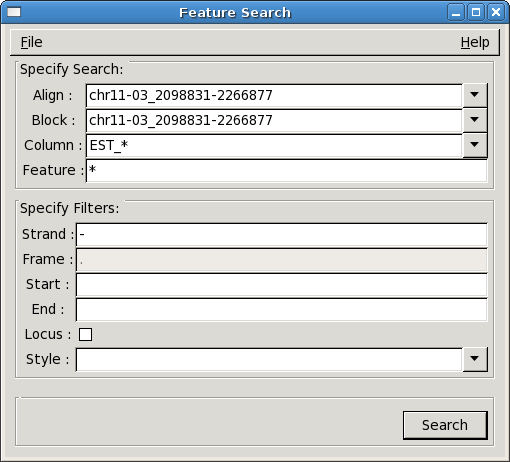 Feature Search
File Help
Specify Search:
Align : chr11-03_2098831-2266877
Block : chr11-03_2098831-2266877
Column : EST_*
Feature : *
Specify Filters:
Strand : -
Frame : .
Start :
End :
Locus :
Style :
Search